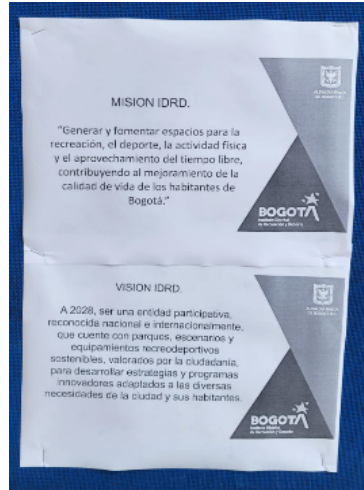 MISION IDRD.
"Generar y fomentar espacios para la
recreación, el deporte, la actividad física
y el aprovechamiento del tiempo libre,
contribuyendo al mejoramiento de la
calidad de vida de los habitantes de
Bogotá."
BOGOTÁ
VISION IDRD.
A 2028, ser una entidad participativa,
reconocida nacional e internacionalmente,
que cuente con parques, escenarios y
equipamientos recreodeportivos
sostenibles, valorados por la ciudadanía,
para desarrollar estrategias y programas
innovadores adaptados a las diversas
necesidades de la ciudad y sus habitantes.
BOGOTÁ